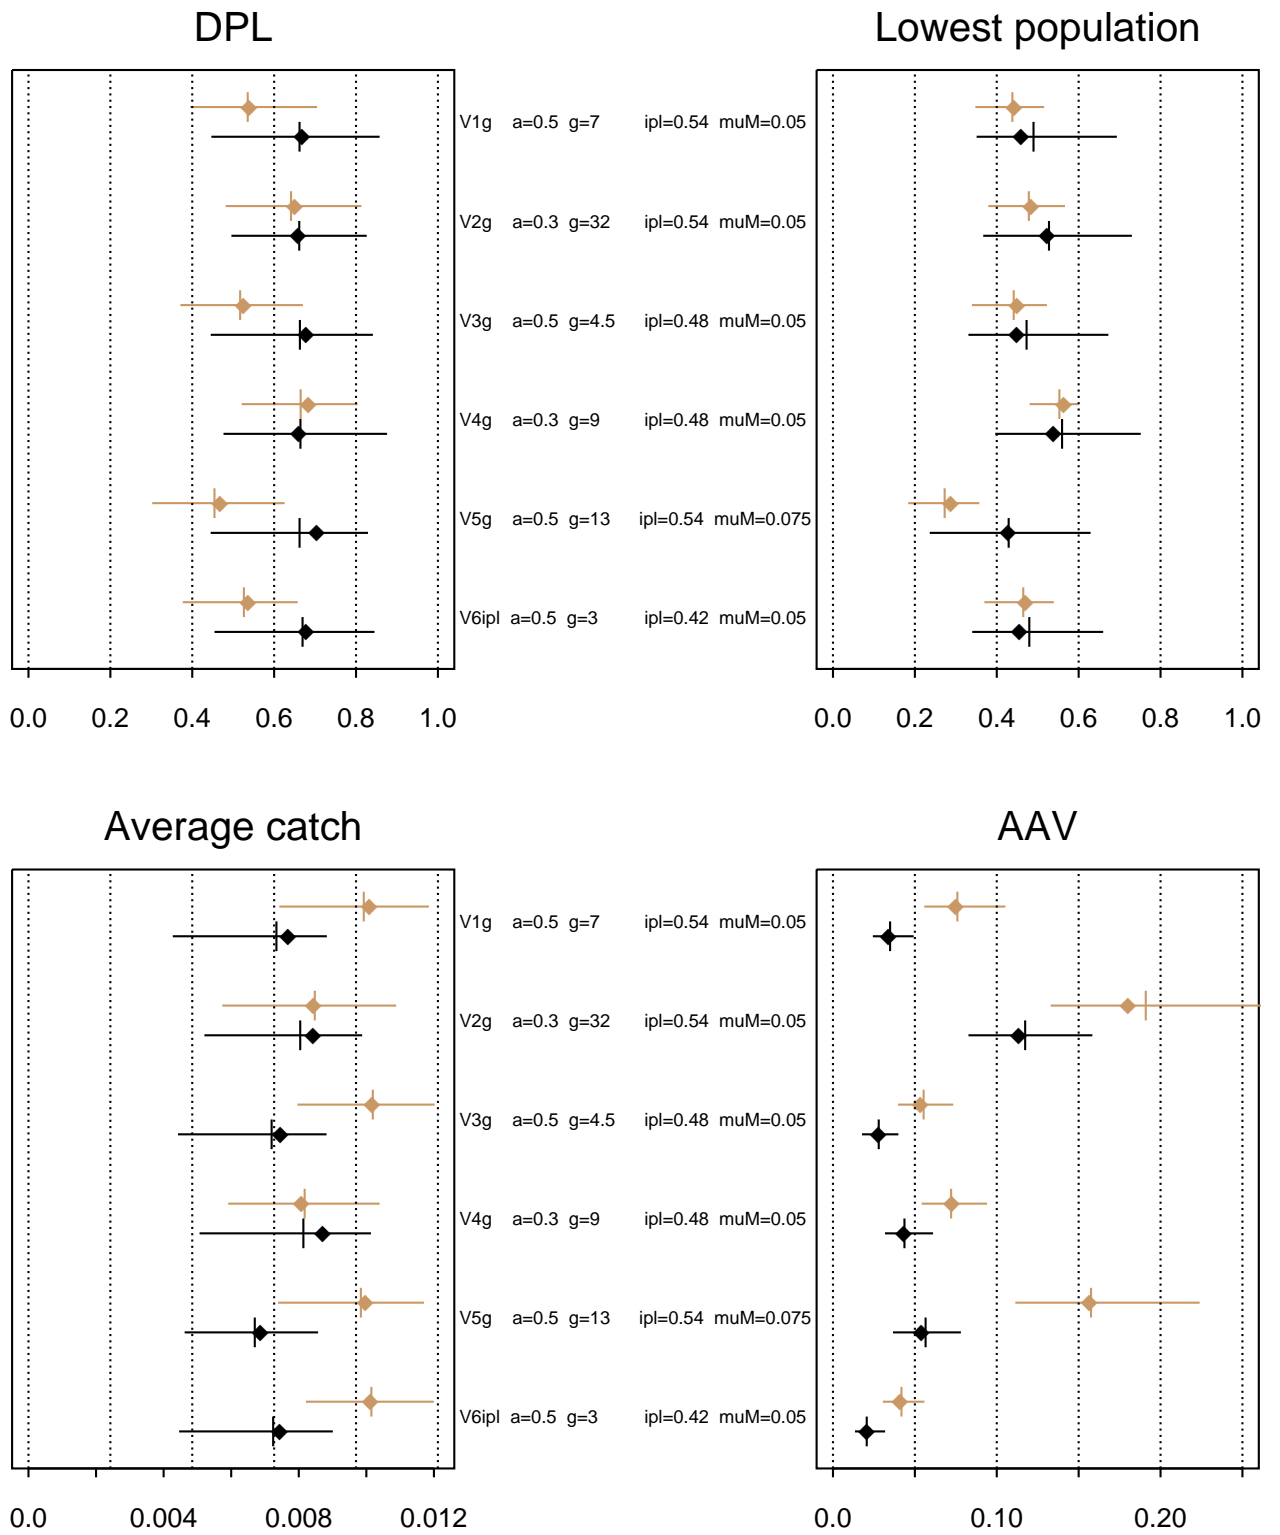 DPL Lowest population
V1g a=0.5 g=7 ipl=0.54 muM=0.05
V2g a=0.3 g=32 ipl=0.54 muM=0.05
V3g a=0.5 g=4.5 ipl=0.48 muM=0.05
V4g a=0.3 g=9 ipl=0.48 muM=0.05
V5g a=0.5 g=13 ipl=0.54 muM=0.075
V6ipl a=0.5 g=3 ipl=0.42 muM=0.05
0.0 0.2 0.4 0.6 0.8 1.0 0.0 0.2 0.4 0.6 0.8 1.0
Average catch AAV
V1g a=0.5 g=7 ipl=0.54 muM=0.05
V2g a=0.3 g=32 ipl=0.54 muM=0.05
V3g a=0.5 g=4.5 ipl=0.48 muM=0.05
V4g a=0.3 g=9 ipl=0.48 muM=0.05
V5g a=0.5 g=13 ipl=0.54 muM=0.075
V6ipl a=0.5 g=3 ipl=0.42 muM=0.05
0.0 0.004 0.008 0.012 0.0 0.10 0.20